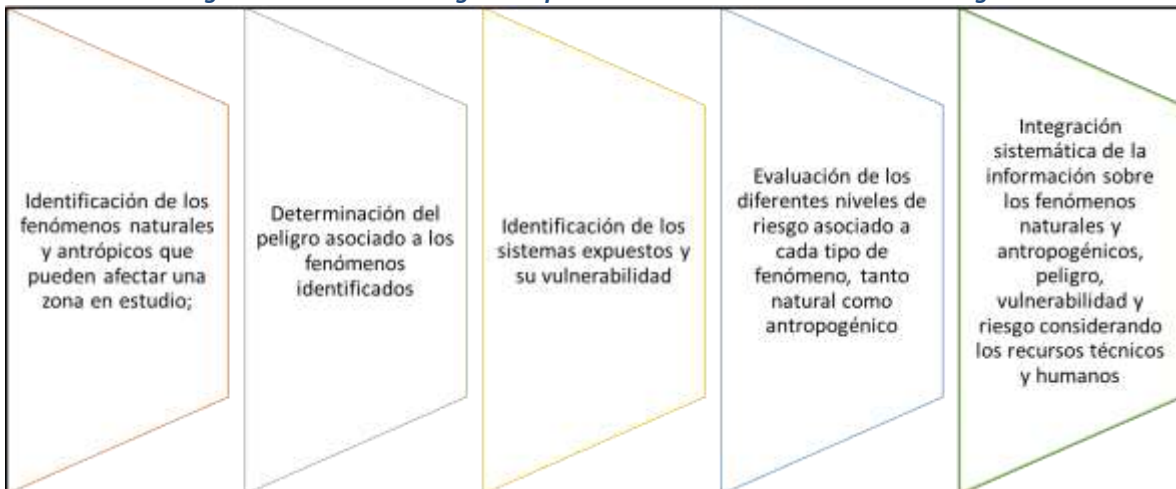 Identificación de los
fenómenos naturales
y antrópicos que
pueden afectar una
zona en estudio;
Determinación del
peligro asociado a los
fenómenos
identificados
Identificación de los
sistemas expuestos y
su vulnerabilidad
Evaluación de los
diferentes niveles de
riesgo asociado a
cada tipo de
fenómeno, tanto
natural como
antropogénico
Integración
sistemática de la
información sobre
los fenómenos
naturales y
antropogénicos,
peligro,
vulnerabilidad y
riesgo considerando
los recursos técnicos
y humanos